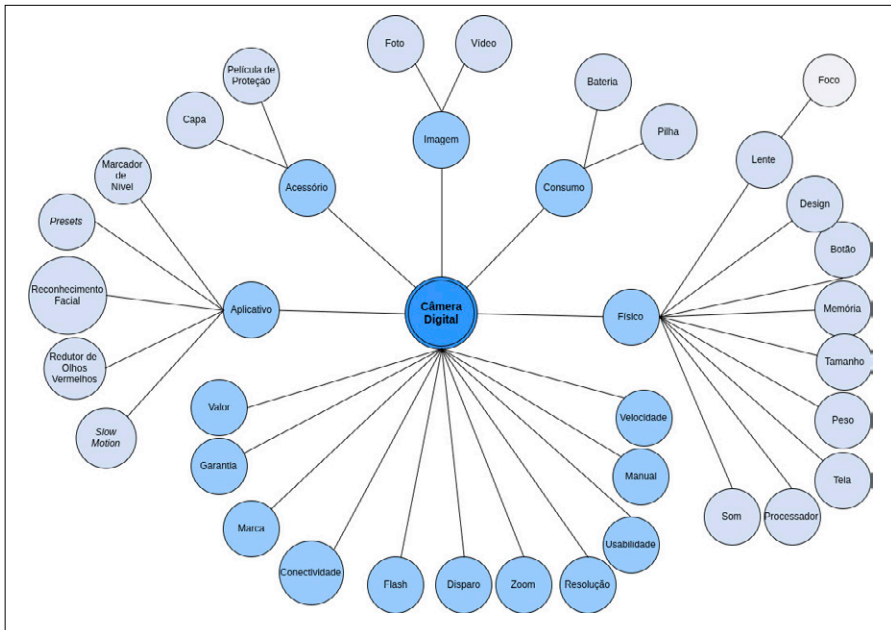 Foto
Vídeo
Película de
Proteção
Bateria
Foco
Capa
Pilha
Imagem
Lente
Marcador
de
Nível
Acessório
Consumo
Design
Presets
Botão
Reconhecimento
Facial
Aplicativo
Câmera
Digital
Físico
Memória
Redutor de
Olhos
Vermelhos
Tamanho
Valor
Velocidade
Peso
Slow
Motion
Garantia
Manual
Tela
Marca
Som
Processador
Usabilidade
Conectividade
Flash
Disparo
Zoom
Resolução